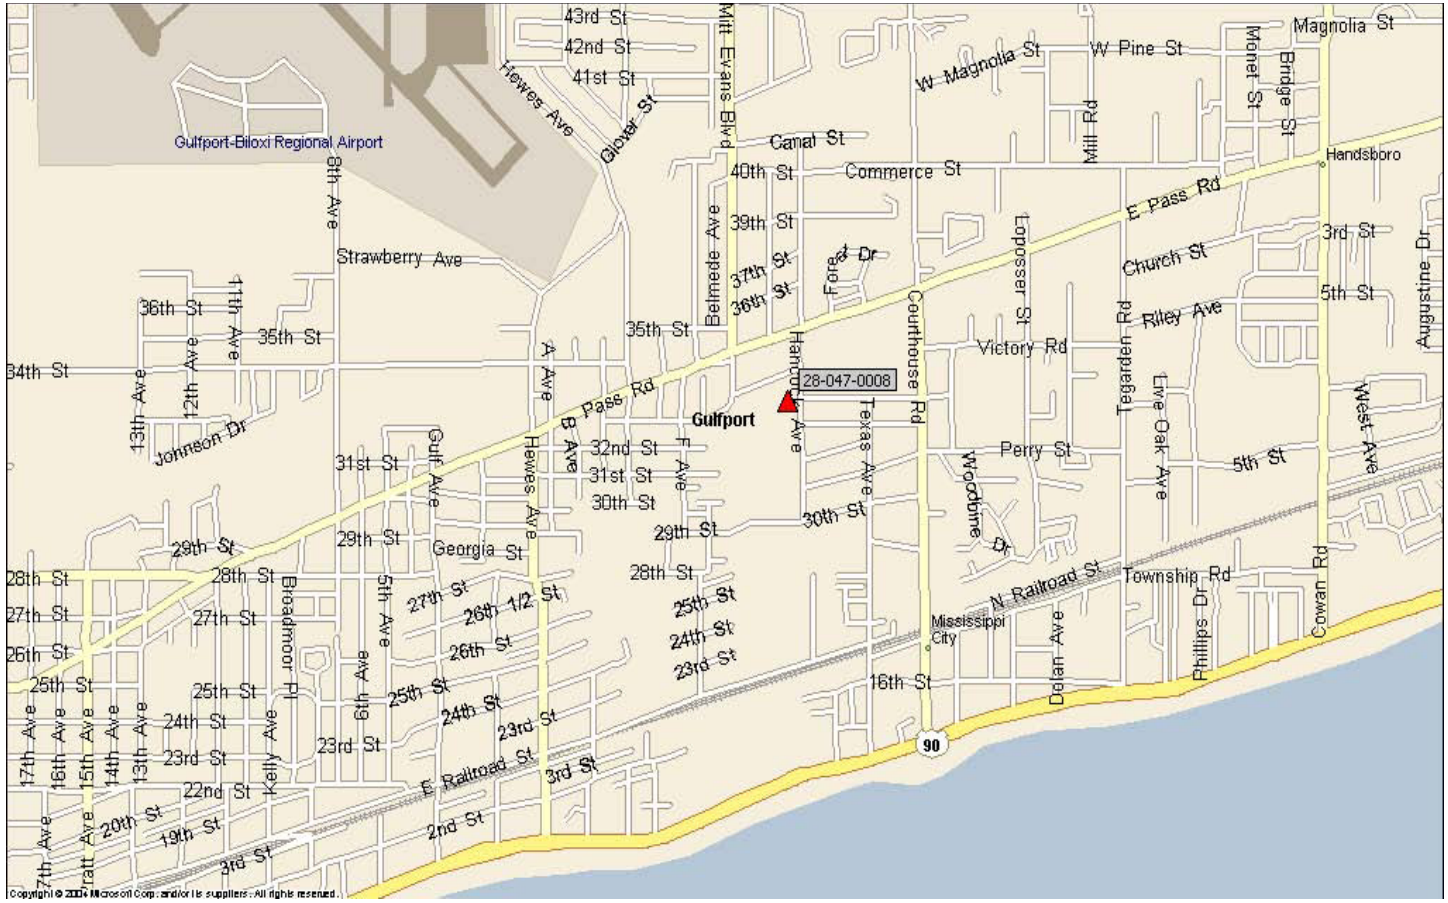 43rd St
42nd St
41st St
Hewes Ave
Glover St
Mitt Evans Blvd
Magnolia St
W Pine St
W Magnolia St
Monet St
Bridge St
Mill Rd
Gulfport-Biloxi Regional Airport
Canal St
40th St
Commerce St
Handsboro
8th Ave
E Pass Rd
39th St
Belmede Ave
Strawberry Ave
37th St
36th St
Forest Dr
Loposser St
Church St
3rd St
Augustine Dr
36th St
11th Ave
35th St
35th St
Courthouse Rd
5th St
Riley Ave
Tegarden Rd
Victory Rd
34th St
12th Ave
13th Ave
Johnson Dr
A Ave
Pass Rd
28-047-0008
Gulfport
Ave
Texas Ave
Live Oak Ave
West Ave
B Ave
F Ave
32nd St
31st St
30th St
31st St
Gulf Ave
Hewes Ave
Perry St
5th St
Woodbine Dr
30th St
29th St
29th St
29th St
Georgia St
28th St
28th St
28th St
27th St
27th St
27th St
26th 1/2 St
26th St
26th St
25th St
24th St
23rd St
Broadmoor Pl
5th Ave
N Railroad St
Township Rd
Cowan Rd
Phillips Dr
Dolan Ave
Mississippi
City
16th St
25th St
25th St
25th St
24th St
24th St
23rd St
23rd St
23rd St
6th Ave
Kelly Ave
17th Ave
16th Ave
15th Ave
14th Ave
13th Ave
22nd St
20th St
19th St
3rd St
E Railroad St
3rd St
2nd St
90
7th Ave
Pratt Ave
Copyright © 2004 Microsoft Corp. and/or its suppliers. All rights reserved.